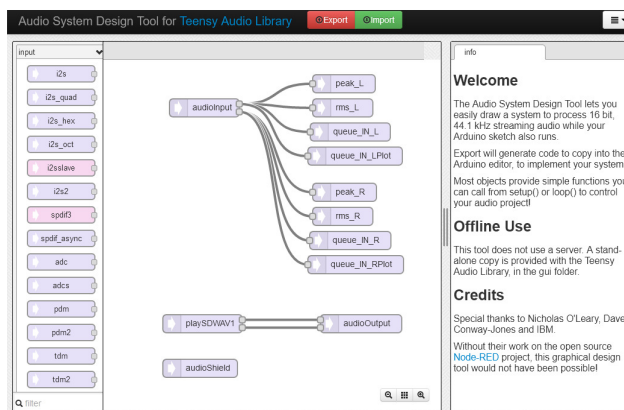 Audio System Design Tool for Teensy Audio Library
Export
Import
input
i2s
i2s_quad
i2s_hex
i2s_oct
i2sslave
i2s2
spdif3
spdif_async
adc
adcs
pdm
pdm2
tdm
tdm2
filter
audioInput
peak_L
rms_L
queue_IN_L
queue_IN_LPlot
peak_R
rms_R
queue_IN_R
queue_IN_RPlot
playSDWAV1
audioOutput
audioShield
info
Welcome
The Audio System Design Tool lets you
easily draw a system to process 16 bit,
44.1 kHz streaming audio while your
Arduino sketch also runs.
Export will generate code to copy into the
Arduino editor, to implement your system
Most objects provide simple functions you
can call from setup() or loop() to control
your audio project!
Offline Use
This tool does not use a server. A stand-
alone copy is provided with the Teensy
Audio Library, in the gui folder.
Credits
Special thanks to Nicholas O'Leary, Dave
Conway-Jones and IBM.
Without their work on the open source
Node-RED project, this graphical design
tool would not have been possible!